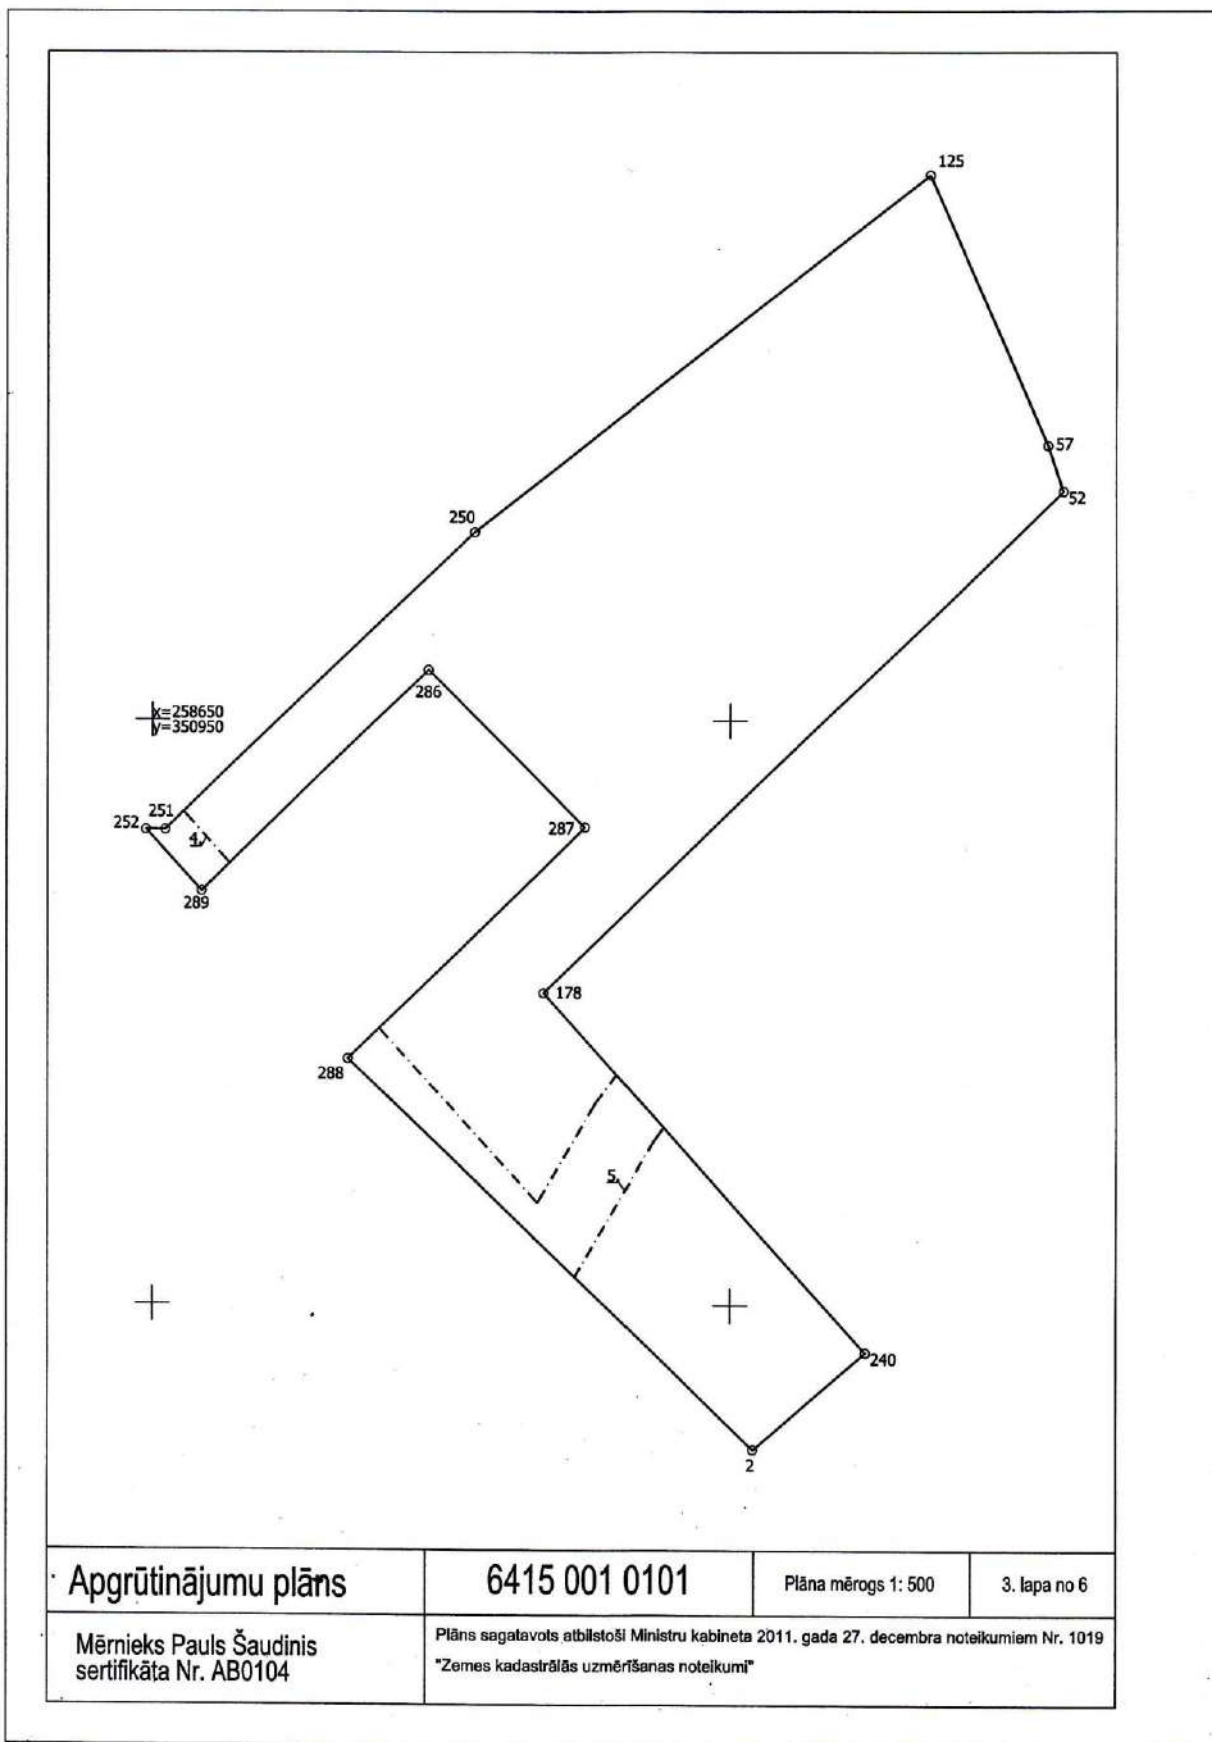 125
57
52
250
286
x=258650
y=350950
251
252
287
4
289
178
288
5
240
2
Apgrūtinājumu plāns
6415 001 0101
Plāna mērogs 1: 500
3. lapa no 6
Mērnieks Pauls Šaudinis
sertifikāta Nr. AB0104
Plāns sagatavots atbilstoši Ministru kabineta 2011. gada 27. decembra noteikumiem Nr. 1019
"Zemes kadastrālās uzmērīšanas noteikumi"